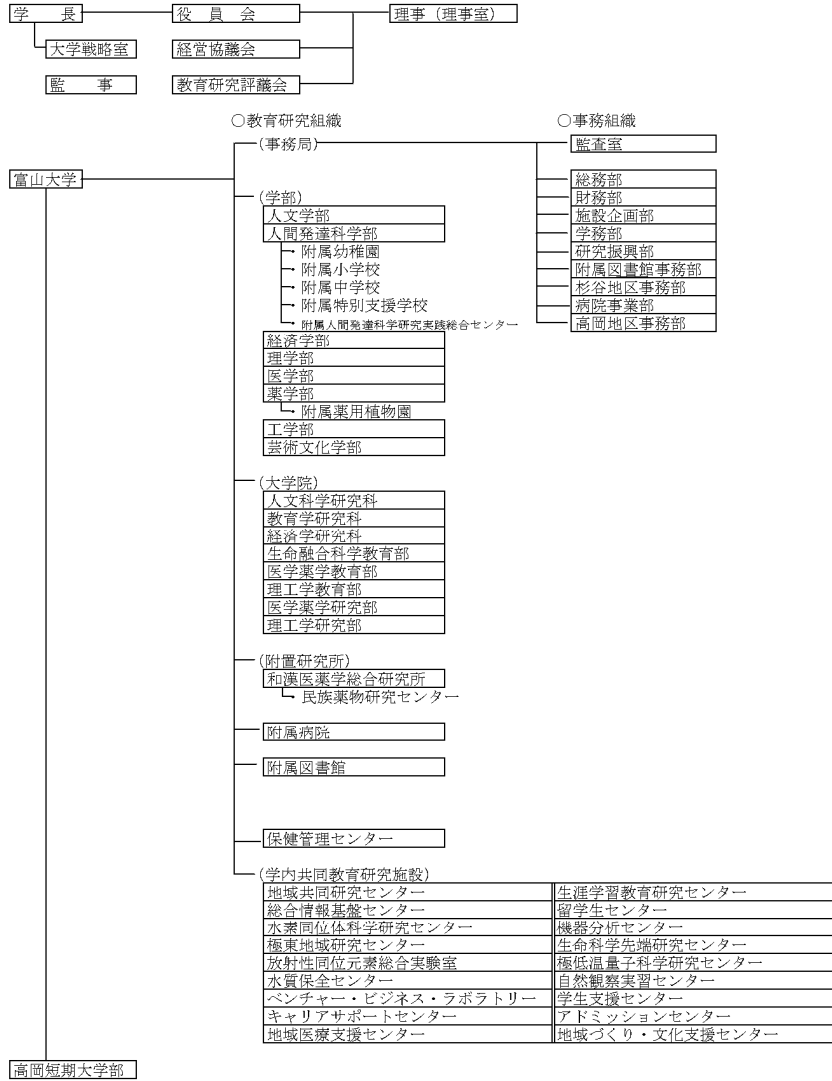 学　長　役　員　会　理事（理事室）
大学戦略室　経営協議会
監　事　教育研究評議会
○教育研究組織　○事務組織
(事務局)　監査室
富山大学　総務部
(学部)　財務部
人文学部　施設企画部
人間発達科学部　学務部
・附属幼稚園　研究振興部
・附属小学校　附属図書館事務部
・附属中学校　杉谷地区事務部
・附属特別支援学校　病院事業部
・附属人間発達科学研究実践総合センター　高岡地区事務部
経済学部
理学部
医学部
薬学部
・附属薬用植物園
工学部
芸術文化学部
(大学院)
人文科学研究科
教育学研究科
経済学研究科
生命融合科学教育部
医学薬学教育部
理工学教育部
医学薬学研究部
理工学研究部
(附置研究所)
和漢医薬学総合研究所
・民族薬物研究センター
附属病院
附属図書館
保健管理センター
(学内共同教育研究施設)
地域共同研究センター　生涯学習教育研究センター
総合情報基盤センター　留学生センター
水素同位体科学研究センター　機器分析センター
極東地域研究センター　生命科学先端研究センター
放射性同位元素総合実験室　極低温量子科学研究センター
水質保全センター　自然観察実習センター
ベンチャー・ビジネス・ラボラトリー　学生支援センター
キャリアサポートセンター　アドミッションセンター
地域医療支援センター　地域づくり・文化支援センター
高岡短期大学部